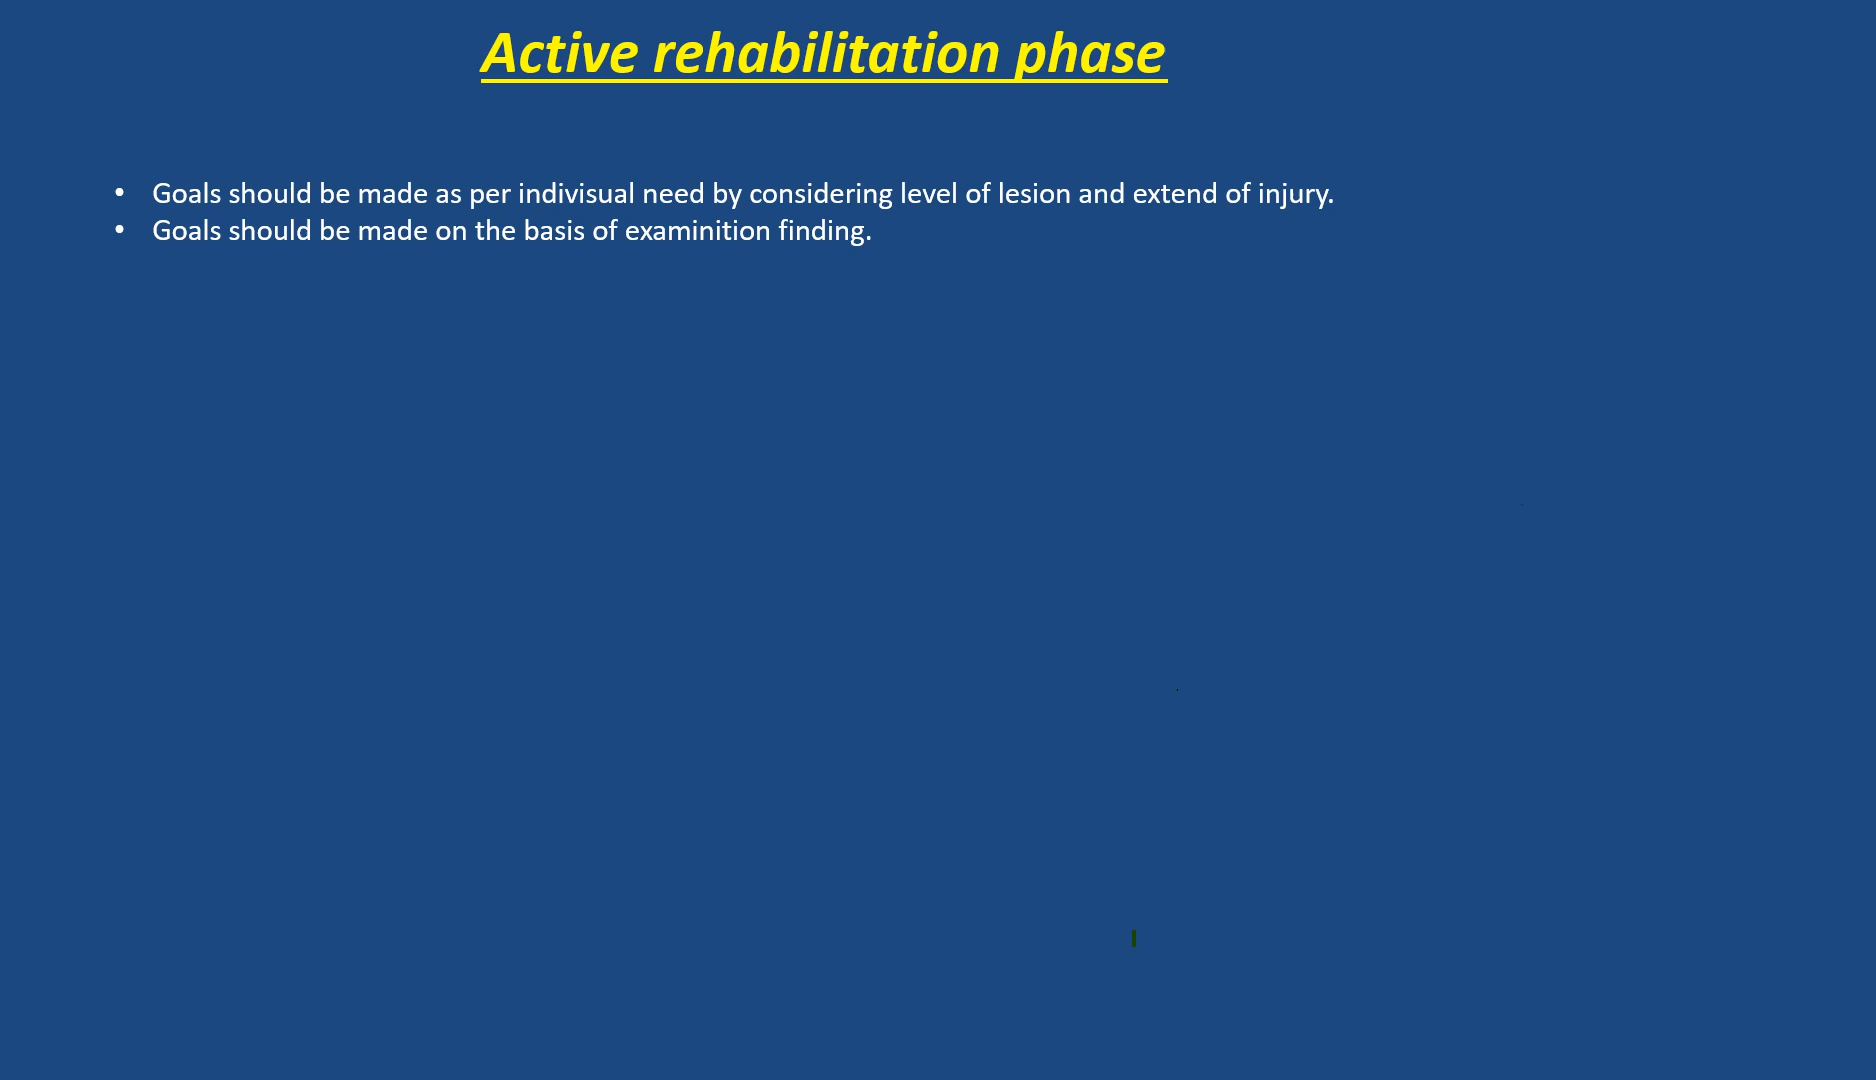 Active rehabilitation phase
• Goals should be made as per indivisual need by considering level of lesion and extend of injury.
• Goals should be made on the basis of examinition finding.